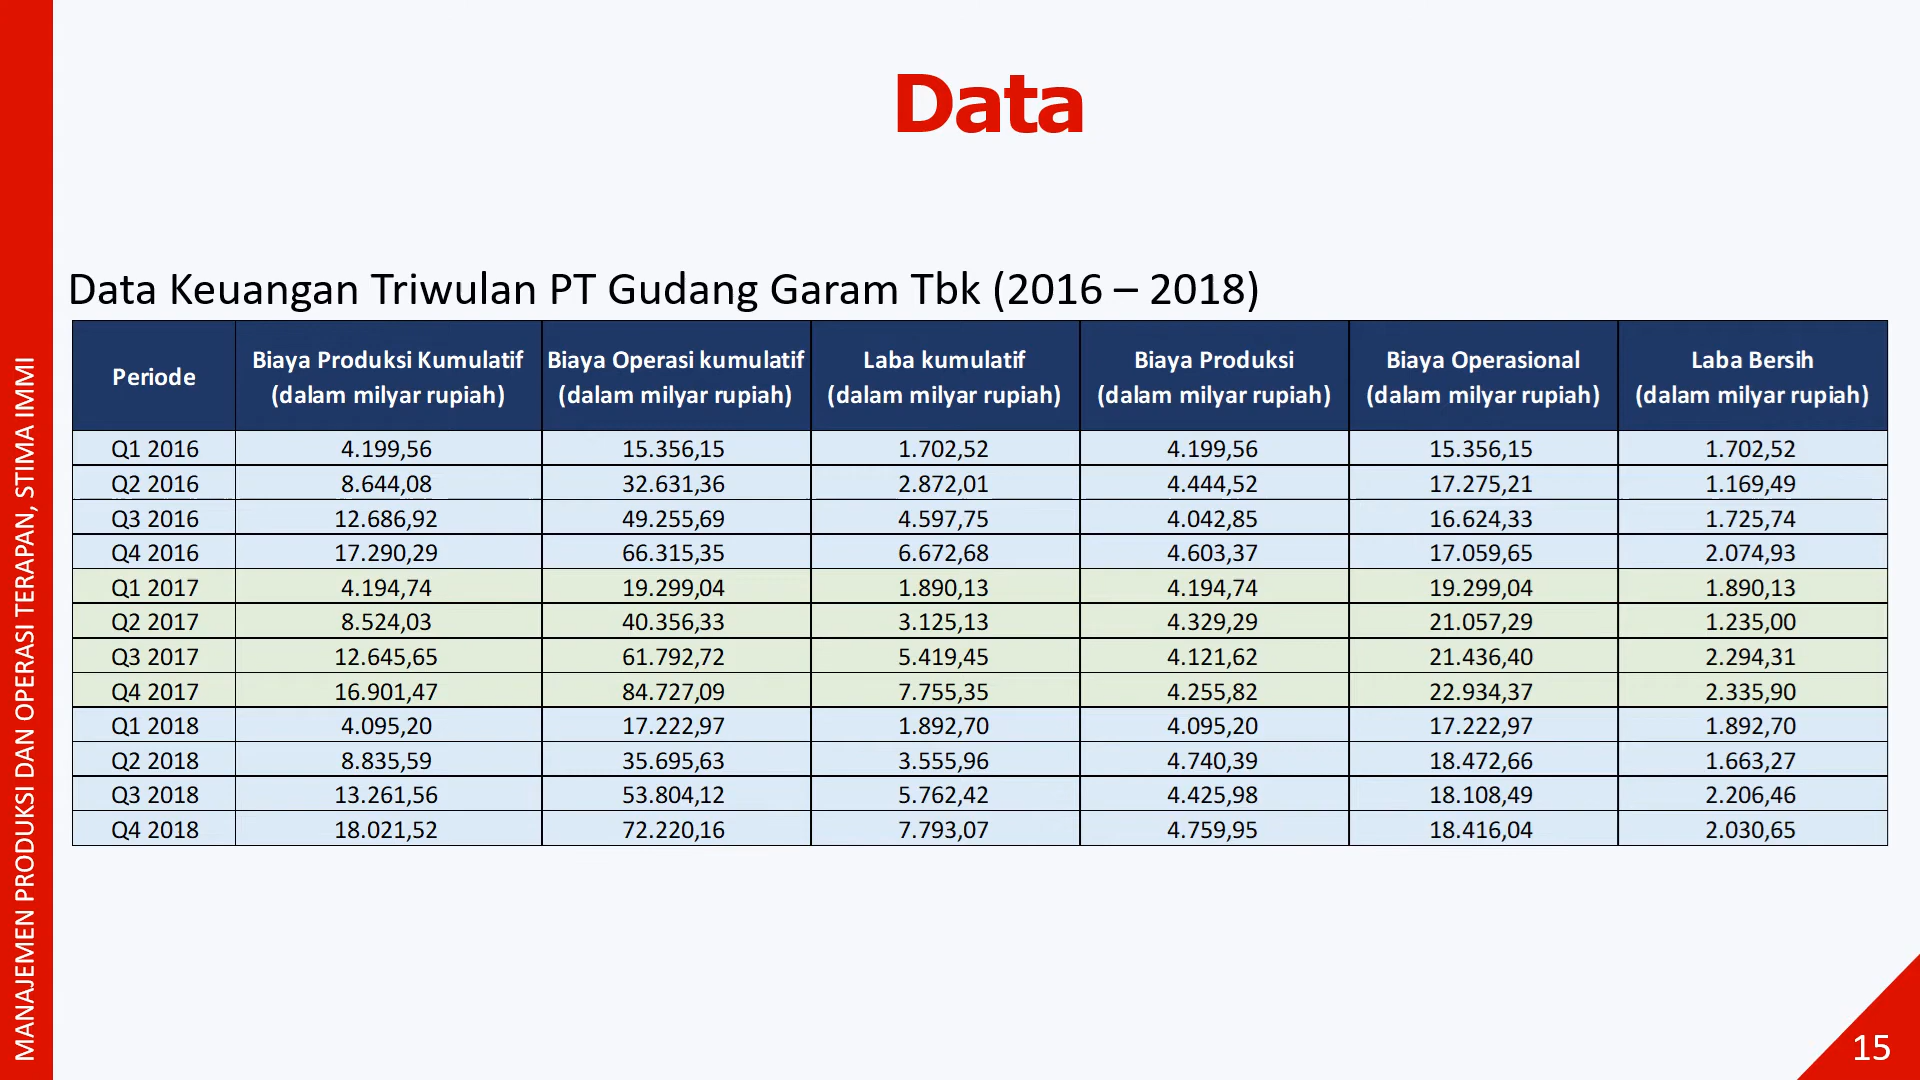 Data
Data Keuangan Triwulan PT Gudang Garam Tbk (2016 – 2018)
Periode Biaya Produksi Kumulatif (dalam milyar rupiah) Biaya Operasi kumulatif (dalam milyar rupiah) Laba kumulatif (dalam milyar rupiah) Biaya Produksi (dalam milyar rupiah) Biaya Operasional (dalam milyar rupiah) Laba Bersih (dalam milyar rupiah)
Q1 2016 4.199,56 15.356,15 1.702,52 4.199,56 15.356,15 1.702,52
Q2 2016 8.644,08 32.631,36 2.872,01 4.444,52 17.275,21 1.169,49
Q3 2016 12.686,92 49.255,69 4.597,75 4.042,85 16.624,33 1.725,74
Q4 2016 17.290,29 66.315,35 6.672,68 4.603,37 17.059,65 2.074,93
Q1 2017 4.194,74 19.299,04 1.890,13 4.194,74 19.299,04 1.890,13
Q2 2017 8.524,03 40.356,33 3.125,13 4.329,29 21.057,29 1.235,00
Q3 2017 12.645,65 61.792,72 5.419,45 4.121,62 21.436,40 2.294,31
Q4 2017 16.901,47 84.727,09 7.755,35 4.255,82 22.934,37 2.335,90
Q1 2018 4.095,20 17.222,97 1.892,70 4.095,20 17.222,97 1.892,70
Q2 2018 8.835,59 35.695,63 3.555,96 4.740,39 18.472,66 1.663,27
Q3 2018 13.261,56 53.804,12 5.762,42 4.425,98 18.108,49 2.206,46
Q4 2018 18.021,52 72.220,16 7.793,07 4.759,95 18.416,04 2.030,65
MANAJEMEN PRODUKSI DAN OPERASI TERAPAN, STIMA IMMI
15